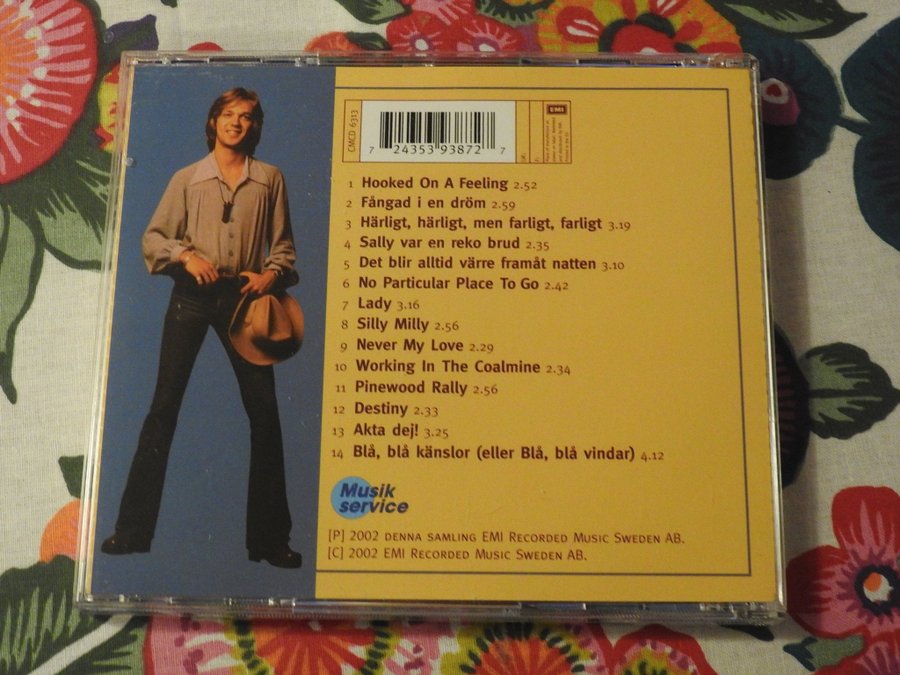 CMCD 6313
7 24353 93872 7
EMI
1 Hooked On A Feeling 2.52
2 Fångad i en dröm 2.59
3 Härligt, härligt, men farligt, farligt 3.19
4 Sally var en reko brud 2.35
5 Det blir alltid värre framåt natten 3.10
6 No Particular Place To Go 2.42
7 Lady 3.16
8 Silly Milly 2.56
9 Never My Love 2.29
10 Working In The Coalmine 2.34
11 Pinewood Rally 2.56
12 Destiny 2.33
13 Akta dej! 3.25
14 Blå, blå känslor (eller Blå, blå vindar) 4.12
Musik
service
[P] 2002 DENNA SAMLING EMI RECORDED MUSIC SWEDEN AB.
[C] 2002 EMI RECORDED MUSIC SWEDEN AB.